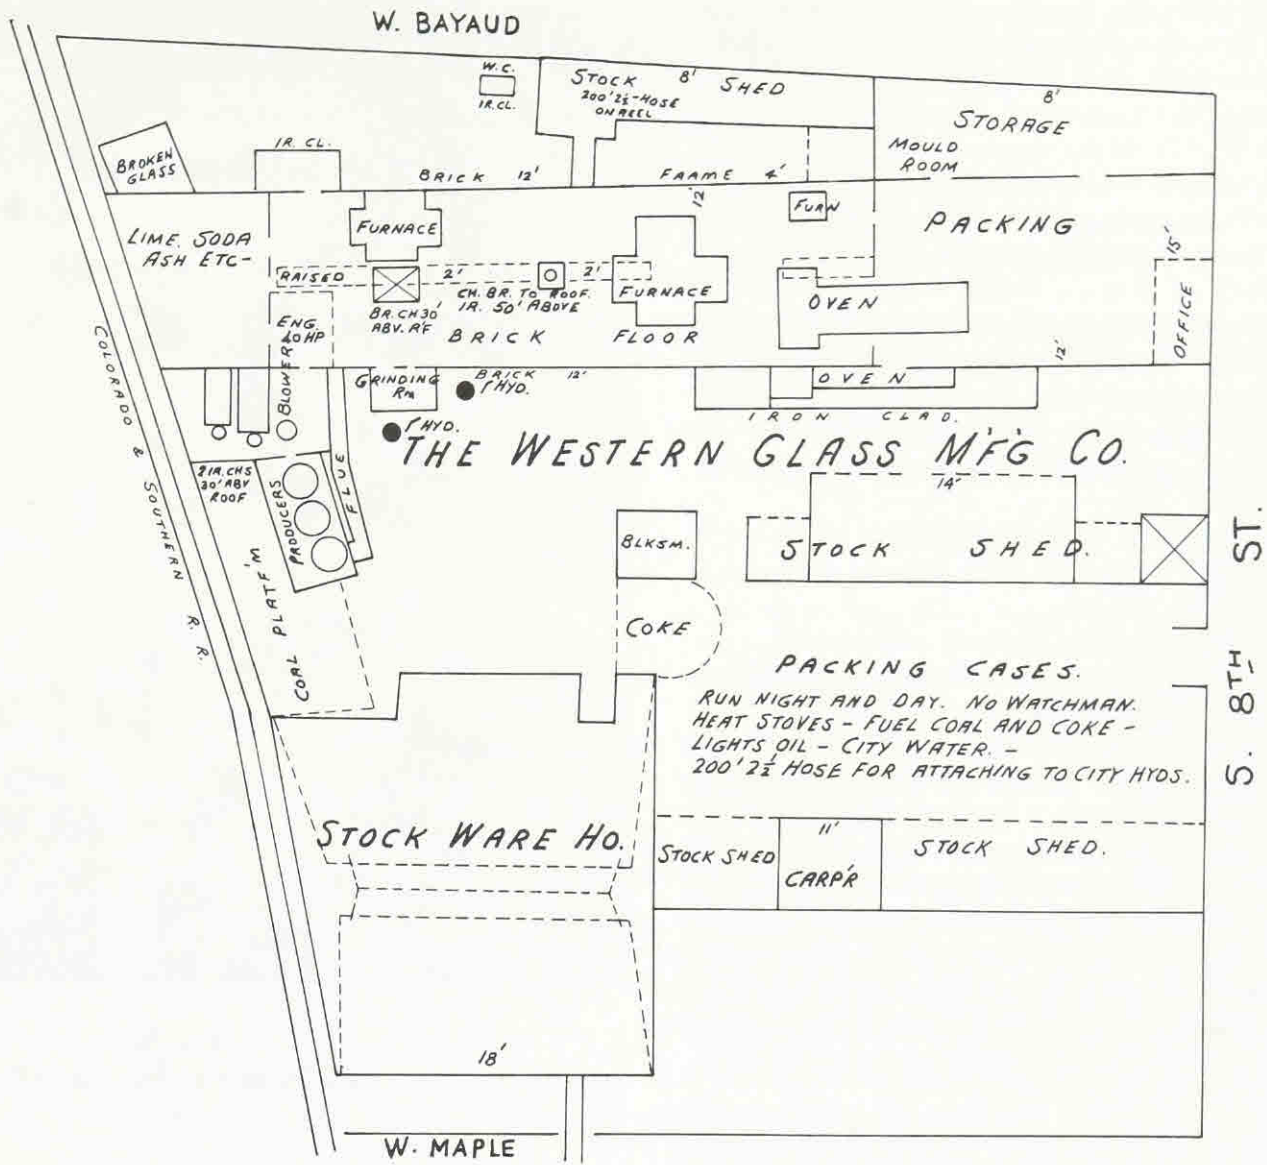 W. BAYAUD
W.C.
IR. CL.
STOCK 8' SHED
200' 2½-HOSE
ON REEL
8'
STORAGE
MOULD
ROOM
BROKEN
GLASS
IR. CL.
BRICK 12'
FRAME 4'
12'
FURN
PACKING
LIME, SODA
ASH ETC-
FURNACE
RAISED
2'
2'
BR. CH 30'
ABV. R'F
CH. BR. TO ROOF.
IR. 50' ABOVE
FURNACE
OVEN
15'
OFFICE
ENG
40 HP
BRICK FLOOR
12'
BLOWER
GRINDING
RM
BRICK 12'
HYD.
HYD.
OVEN
IRON CLAD.
THE WESTERN GLASS M'F'G CO.
2 IR. CHS
30' ABV
ROOF
PRODUCERS
FLUE
COAL PLATF'M
COLORADO & SOUTHERN R. R.
14'
BLKSM.
STOCK SHED.
COKE
S. 8TH ST.
PACKING CASES.
RUN NIGHT AND DAY. NO WATCHMAN.
HEAT STOVES - FUEL COAL AND COKE -
LIGHTS OIL - CITY WATER. -
200' 2½ HOSE FOR ATTACHING TO CITY HYDS.
STOCK WARE HO.
STOCK SHED
11'
CARP'R
STOCK SHED.
18'
W. MAPLE